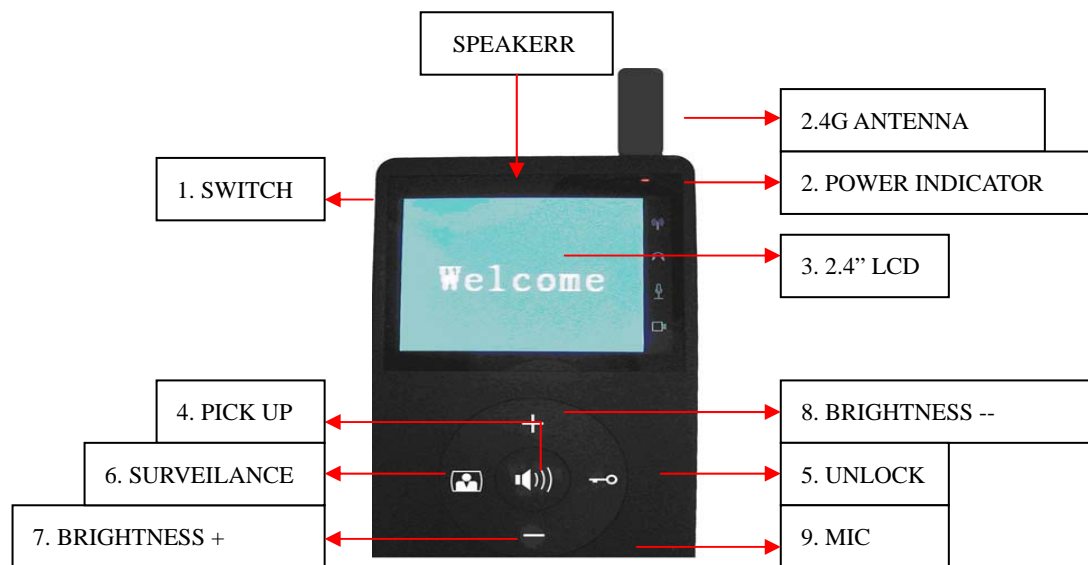 SPEAKERR
2.4G ANTENNA
1. SWITCH
2. POWER INDICATOR
3. 2.4” LCD
Welcome
4. PICK UP
8. BRIGHTNESS --
6. SURVEILANCE
5. UNLOCK
7. BRIGHTNESS +
9. MIC